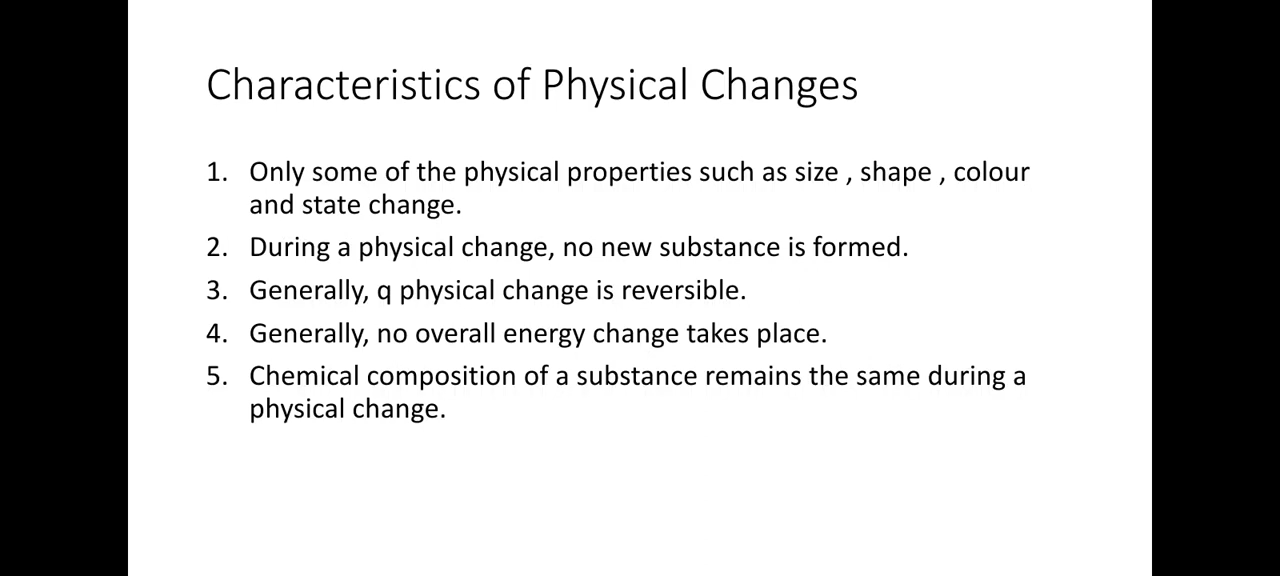 Characteristics of Physical Changes
1. Only some of the physical properties such as size , shape , colour
and state change.
2. During a physical change, no new substance is formed.
3. Generally, q physical change is reversible.
4. Generally, no overall energy change takes place.
5. Chemical composition of a substance remains the same during a
physical change.